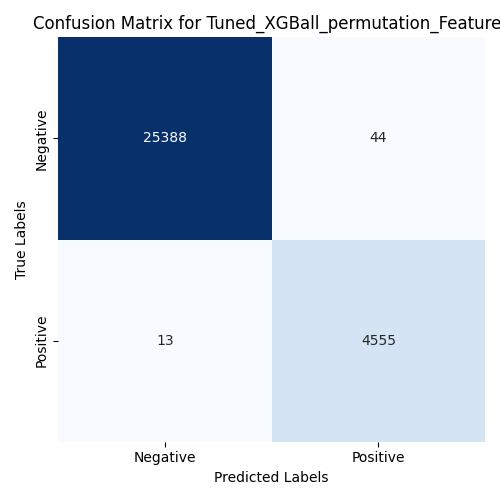 Confusion Matrix for Tuned_XGBall_permutation_Feature
Negative
25388
44
True Labels
Positive
13
4555
Negative
Positive
Predicted Labels